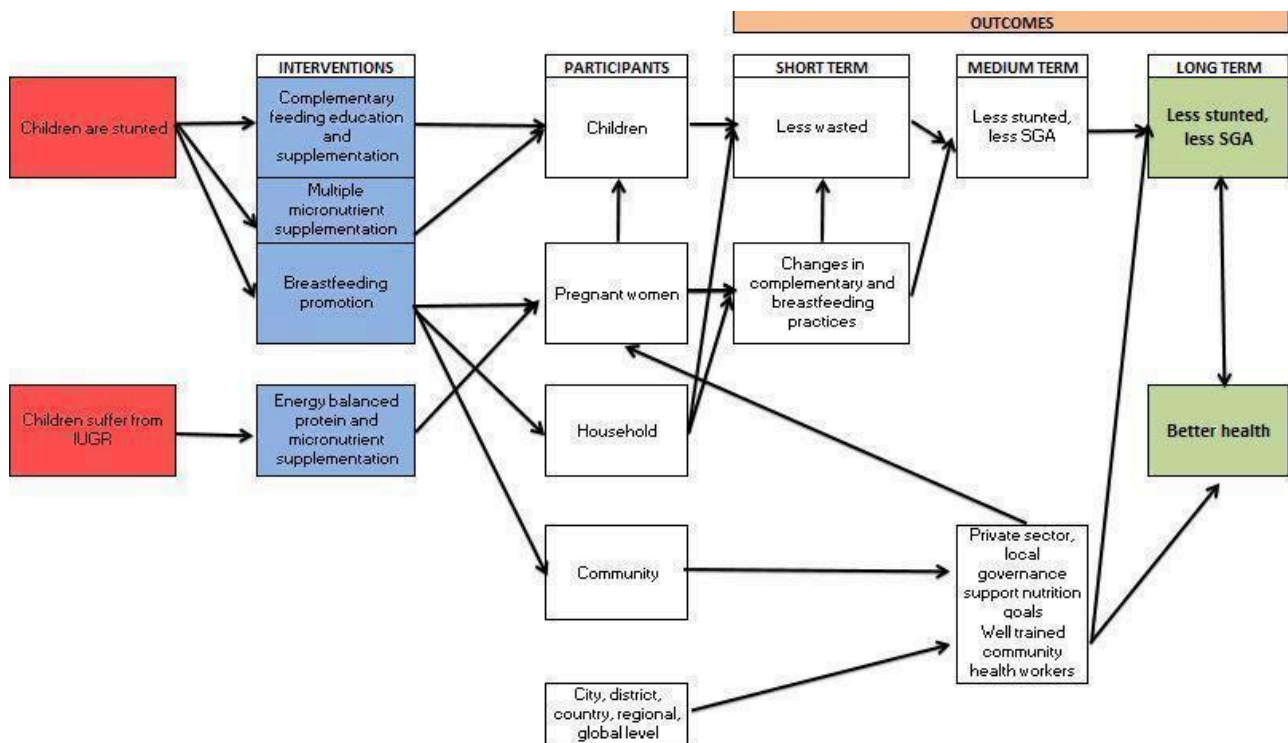 OUTCOMES
INTERVENTIONS
PARTICIPANTS
SHORT TERM
MEDIUM TERM
LONG TERM
Children are stunted
Complementary
feeding education
and
supplementation
Children
Less wasted
Less stunted,
less SGA
Less stunted,
less SGA
Multiple
micronutrient
supplementation
Breastfeeding
promotion
Pregnant women
Changes in
complementary and
breastfeeding
practices
Children suffer from
IUGR
Energy balanced
protein and
micronutrient
supplementation
Household
Better health
Community
Private sector,
local
governance
support nutrition
goals
Well trained
community
health workers
City, district,
country, regional,
global level